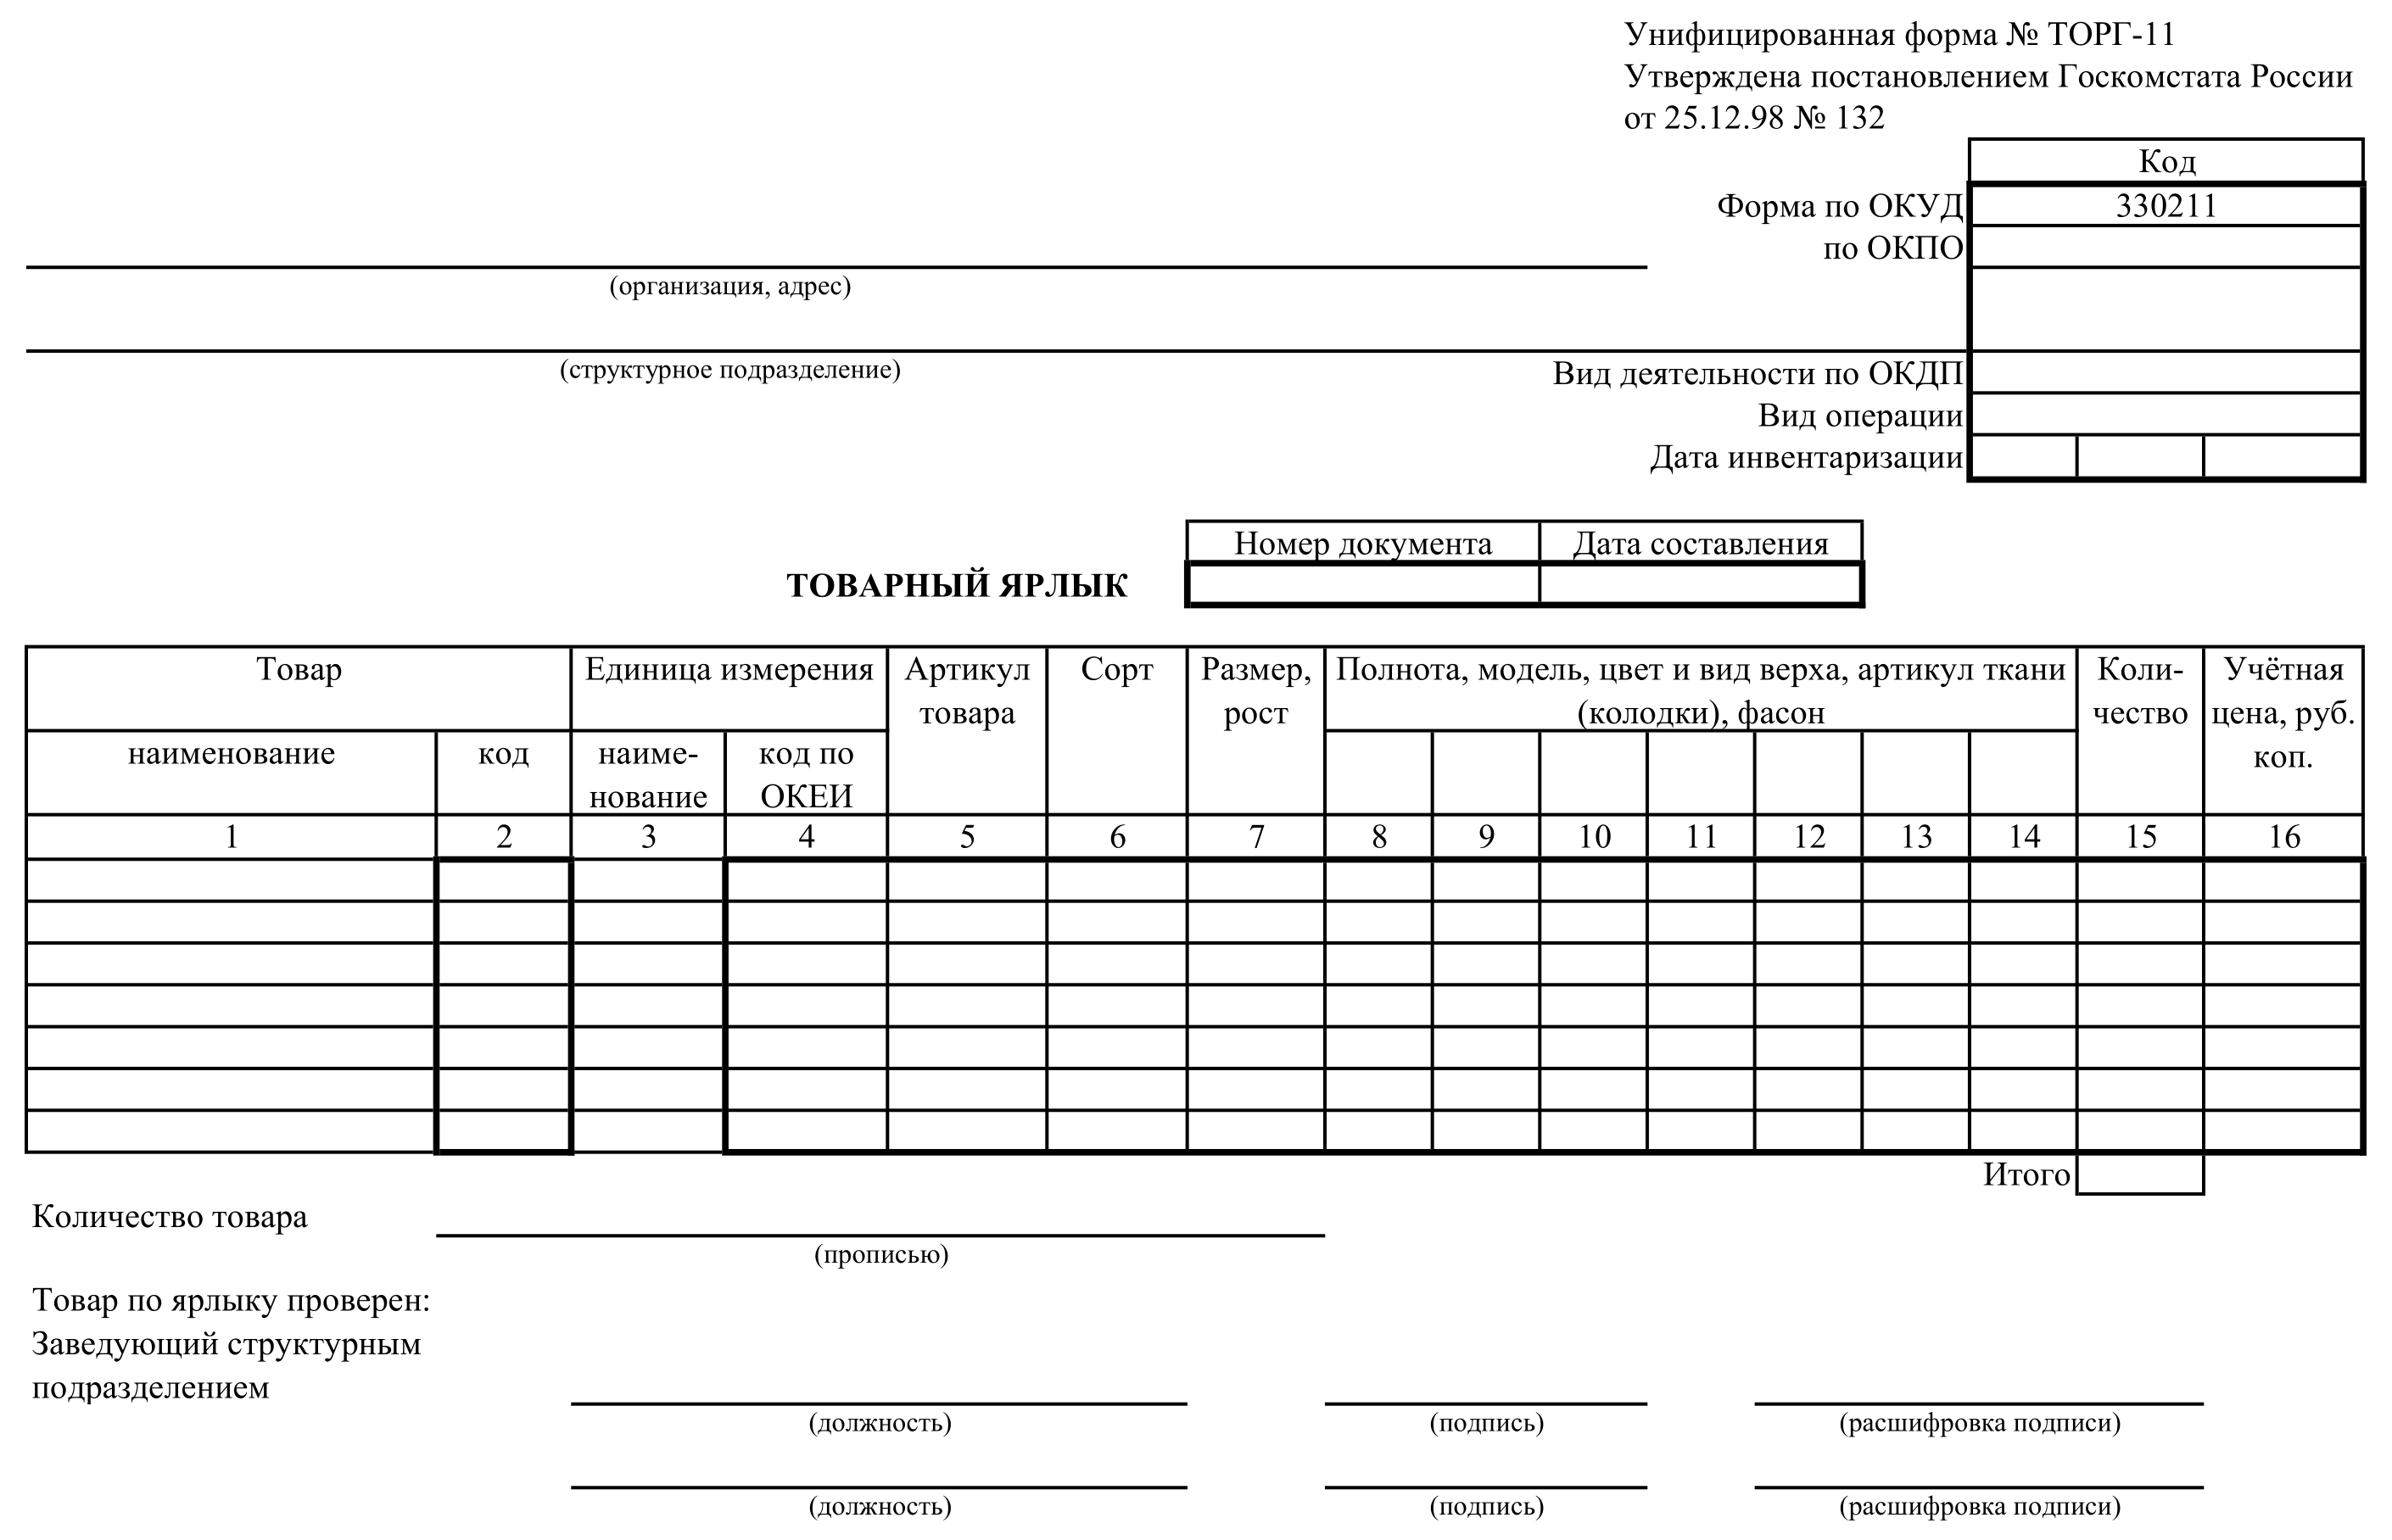 Унифицированная форма № ТОРГ-11
Утверждена постановлением Госкомстата России
от 25.12.98 № 132
Код
Форма по ОКУД 330211
по ОКПО
(организация, адрес)
(структурное подразделение)
Вид деятельности по ОКДП
Вид операции
Дата инвентаризации
Номер документа Дата составления
ТОВАРНЫЙ ЯРЛЫК
Товар Единица измерения Артикул Сорт Размер, Полнота, модель, цвет и вид верха, артикул ткани Коли- Учётная
товара рост (колодки), фасон чество цена, руб.
наименование код наиме- код по коп.
нование ОКЕИ
1 2 3 4 5 6 7 8 9 10 11 12 13 14 15 16
Итого
Количество товара
(прописью)
Товар по ярлыку проверен:
Заведующий структурным
подразделением
(должность) (подпись) (расшифровка подписи)
(должность) (подпись) (расшифровка подписи)